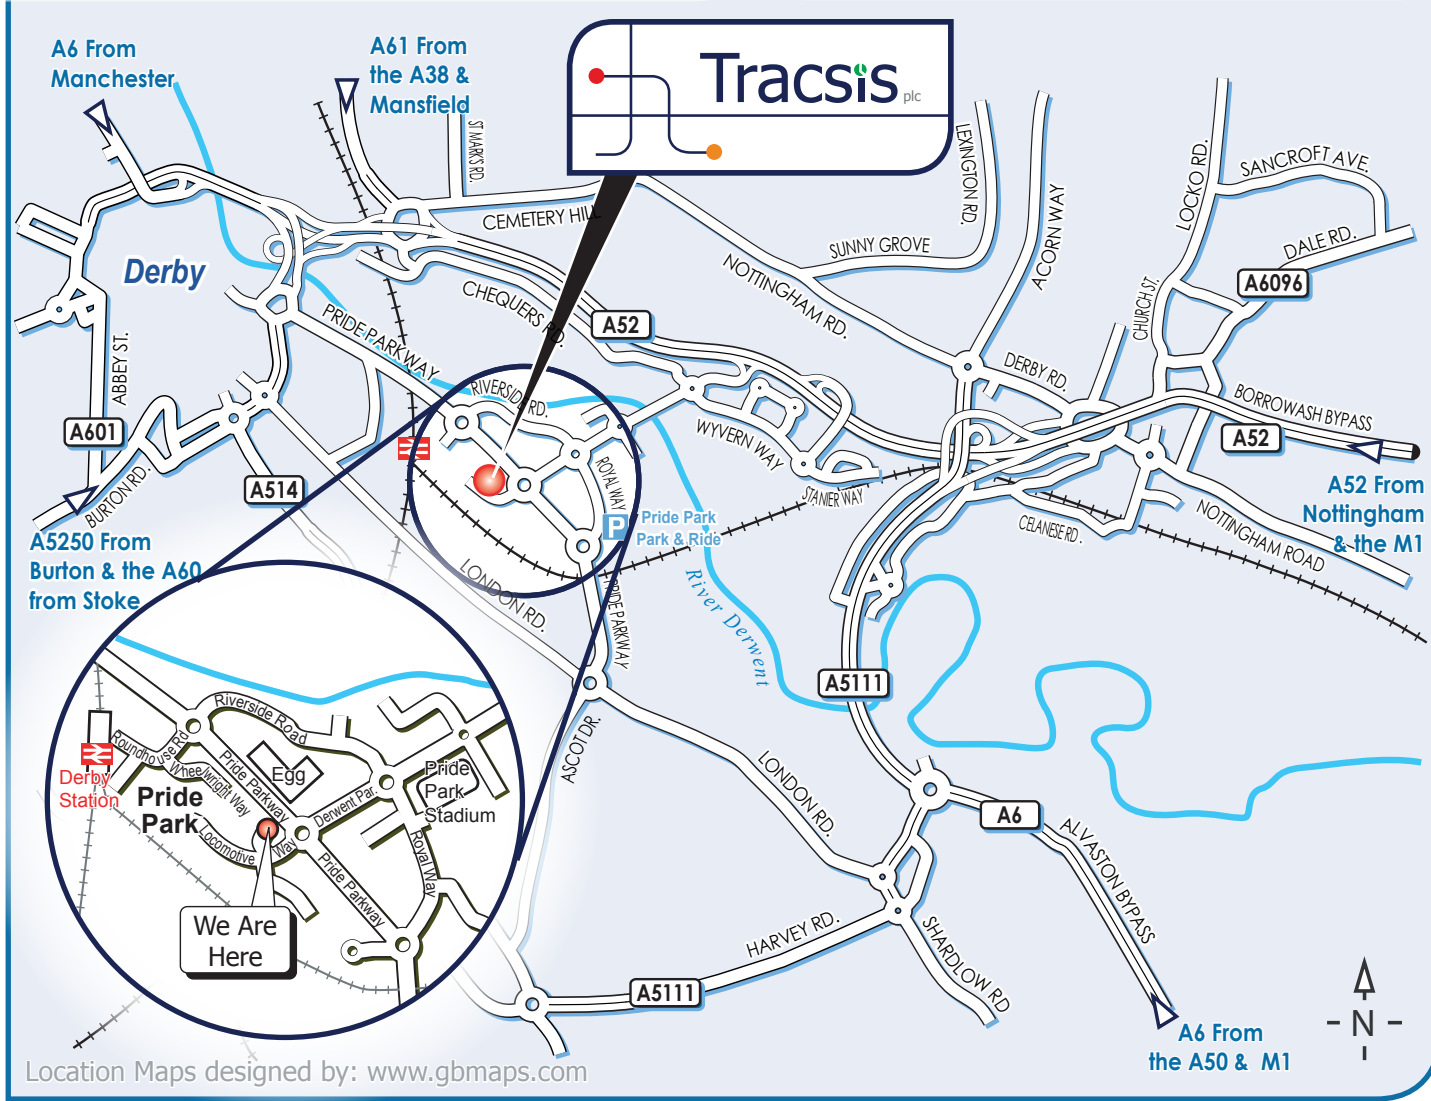 A6 From
Manchester
A61 From
the A38 &
Mansfield
Tracsis plc
ST MARK'S RD.
CEMETERY HILL
LEXINGTON RD.
ACORN WAY
LOCKO RD.
SANCROFT AVE.
SUNNY GROVE
DALE RD.
A6096
Derby
NOTTINGHAM RD.
CHURCH ST.
CHEQUERS RD.
PRIDE PARKWAY
A52
ABBEY ST.
DERBY RD.
RIVERSIDE RD.
BORROWASH BYPASS
A52
A601
WYVERN WAY
BURTON RD.
A514
ROYAL WAY
STANIER WAY
P
Pride Park
Park & Ride
CELANESE RD.
NOTTINGHAM ROAD
A52 From
Nottingham
& the M1
A5250 From
Burton & the A60
from Stoke
LONDON RD.
PRIDE PARKWAY
River Derwent
A5111
ASCOT DR.
LONDON RD.
A6
ALVASTON BYPASS
Riverside Road
Roundhouse Rd
Wheelwright Way
Pride Parkway
Egg
Derwent Par.
Pride
Park
Stadium
Derby
Station
Pride
Park
Locomotive Way
Pride Parkway
Royal Way
We Are
Here
HARVEY RD.
SHARDLOW RD
A5111
N
A6 From
the A50 & M1
Location Maps designed by: www.gbmaps.com